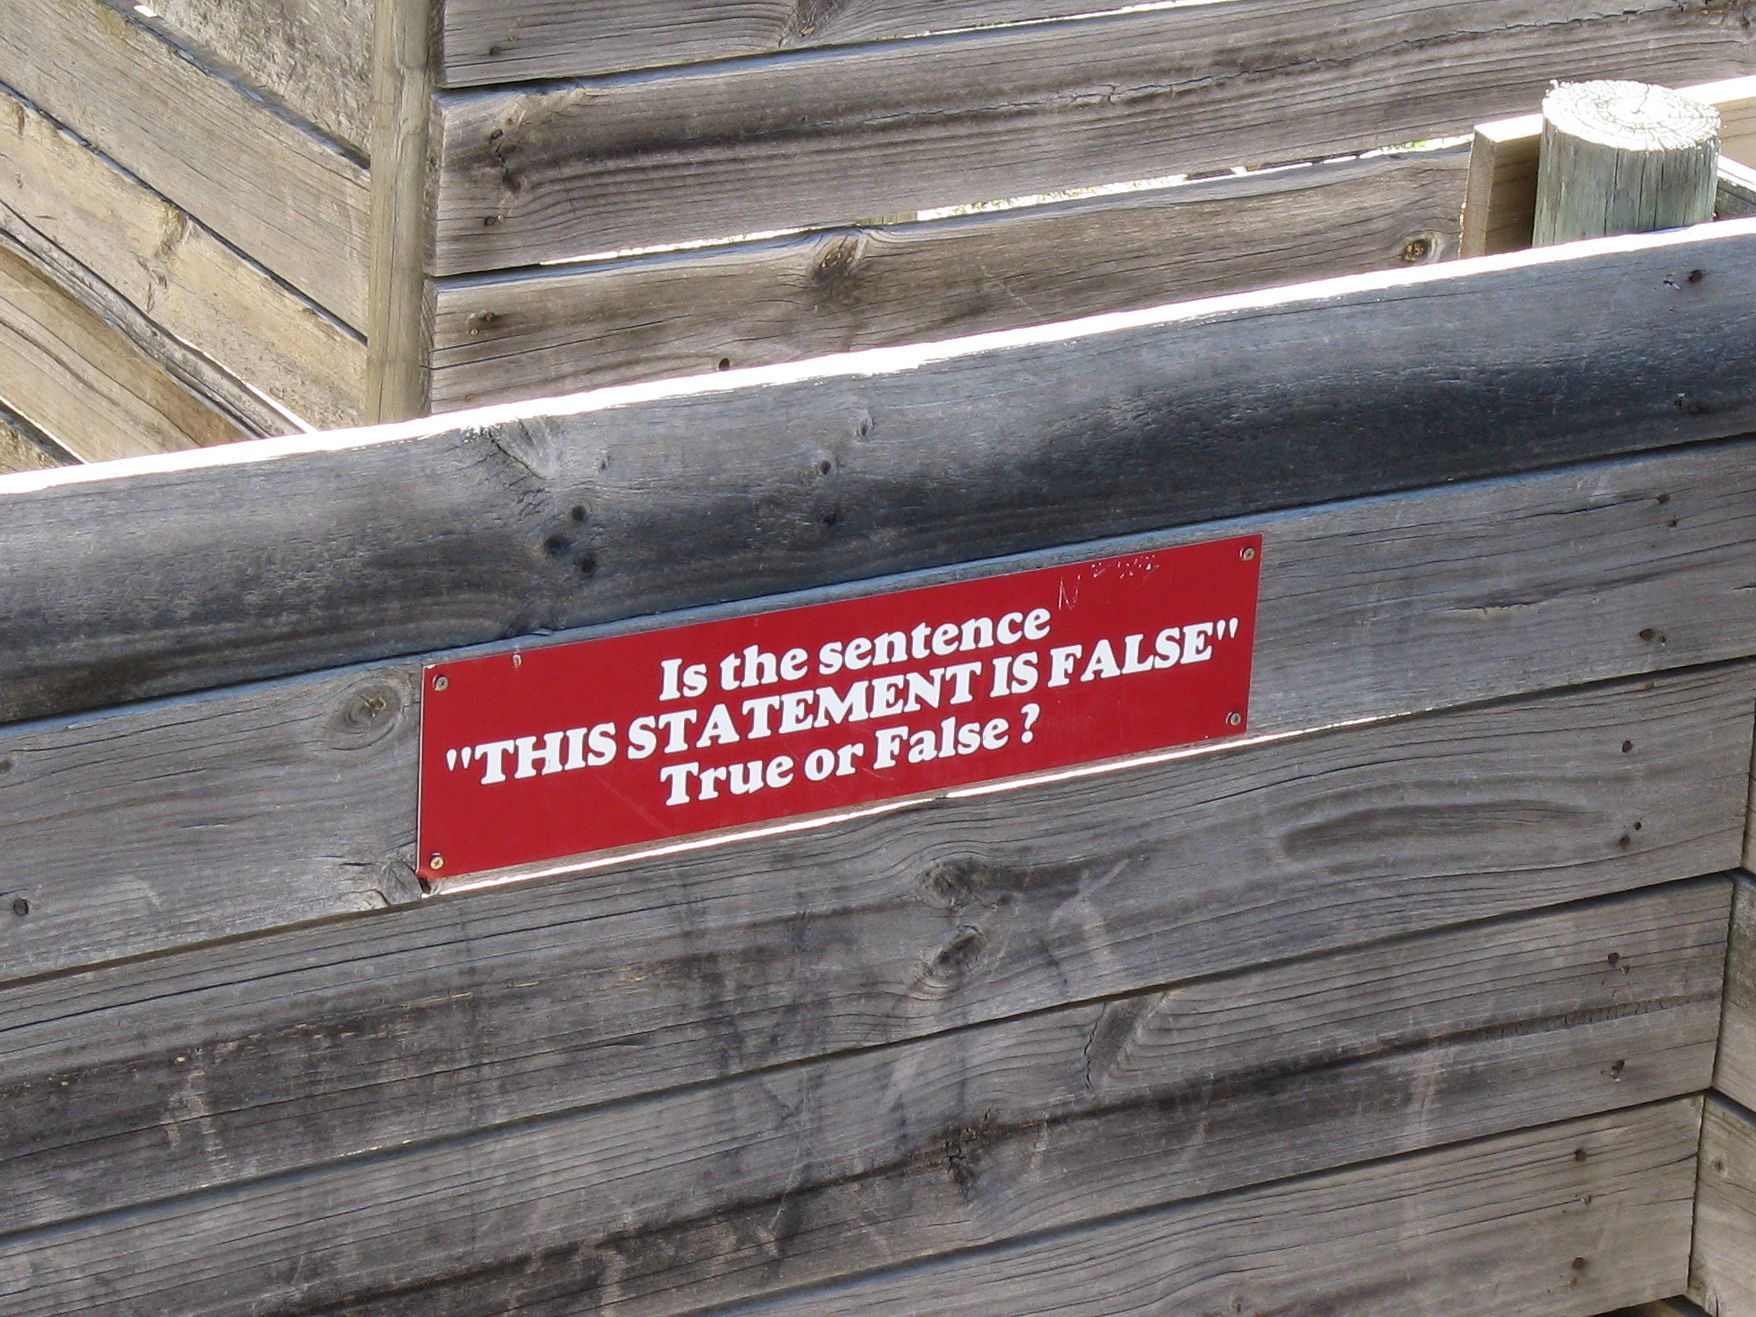 Is the sentence
"THIS STATEMENT IS FALSE"
True or False ?